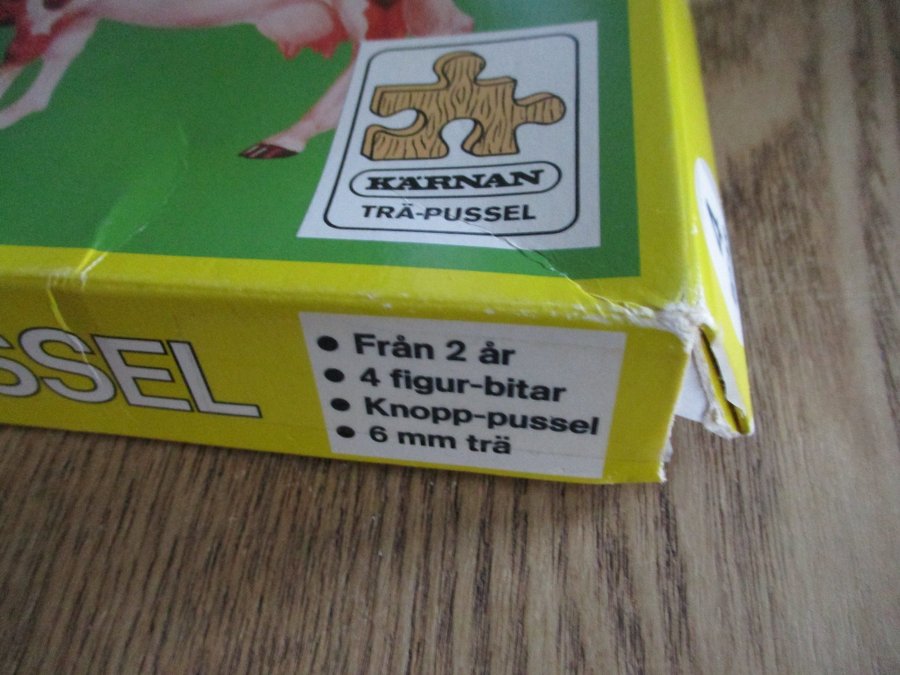 KÄRNAN
TRÄ-PUSSEL
SSEL
• Från 2 år
• 4 figur-bitar
• Knopp-pussel
• 6 mm trä